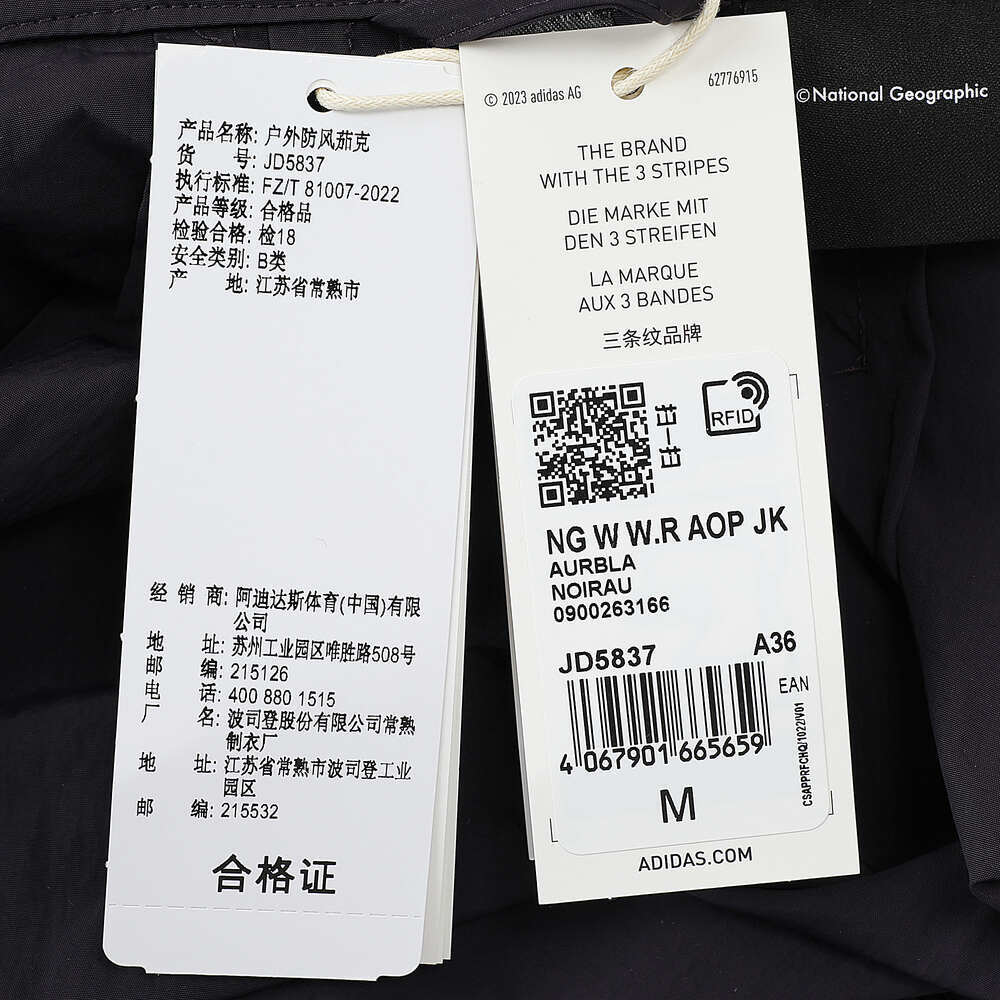 产品名称: 户外防风茄克
货 号: JD5837
执行标准: FZ/T 81007-2022
产品等级: 合格品
检验合格: 检18
安全类别: B类
产 地: 江苏省常熟市
经 销 商: 阿迪达斯体育(中国)有限
公司
地 址: 苏州工业园区唯胜路508号
邮 编: 215126
电 话: 400 880 1515
厂 名: 波司登股份有限公司常熟
制衣厂
地 址: 江苏省常熟市波司登工业
园区
邮 编: 215532
合格证
© 2023 adidas AG
62776915
THE BRAND
WITH THE 3 STRIPES
DIE MARKE MIT
DEN 3 STREIFEN
LA MARQUE
AUX 3 BANDES
三条纹品牌
扫一扫
RFID
NG W W.R AOP JK
AURBLA
NOIRAU
0900263166
JD5837 A36
EAN
4 067901 665659
CSAPPRFCHQ/1022/V01
M
ADIDAS.COM
©National Geographic